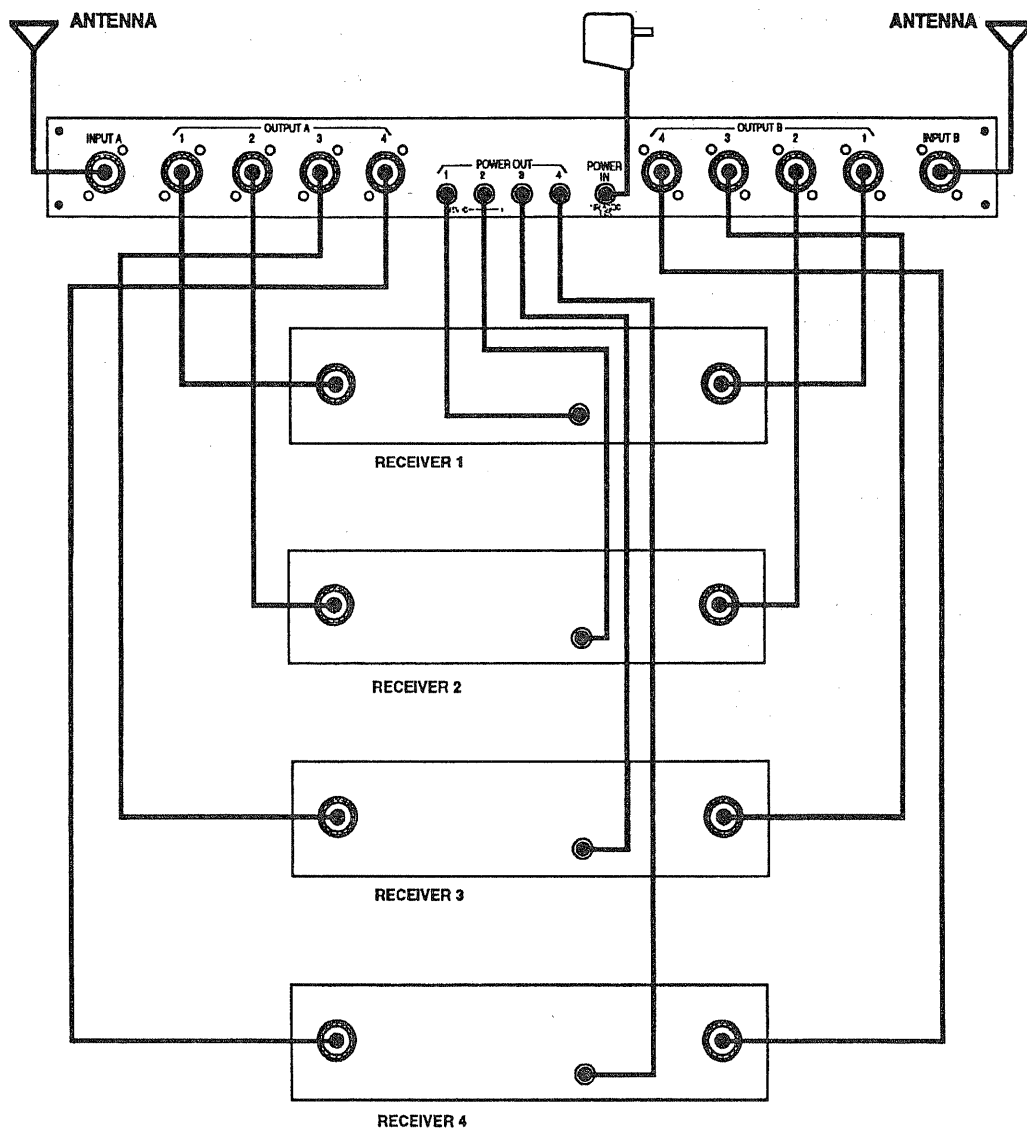 ANTENNA
ANTENNA
INPUT A
OUTPUT A
1 2 3 4
POWER OUT
1 2 3 4
POWER
IN
OUTPUT B
4 3 2 1
INPUT B
RECEIVER 1
RECEIVER 2
RECEIVER 3
RECEIVER 4